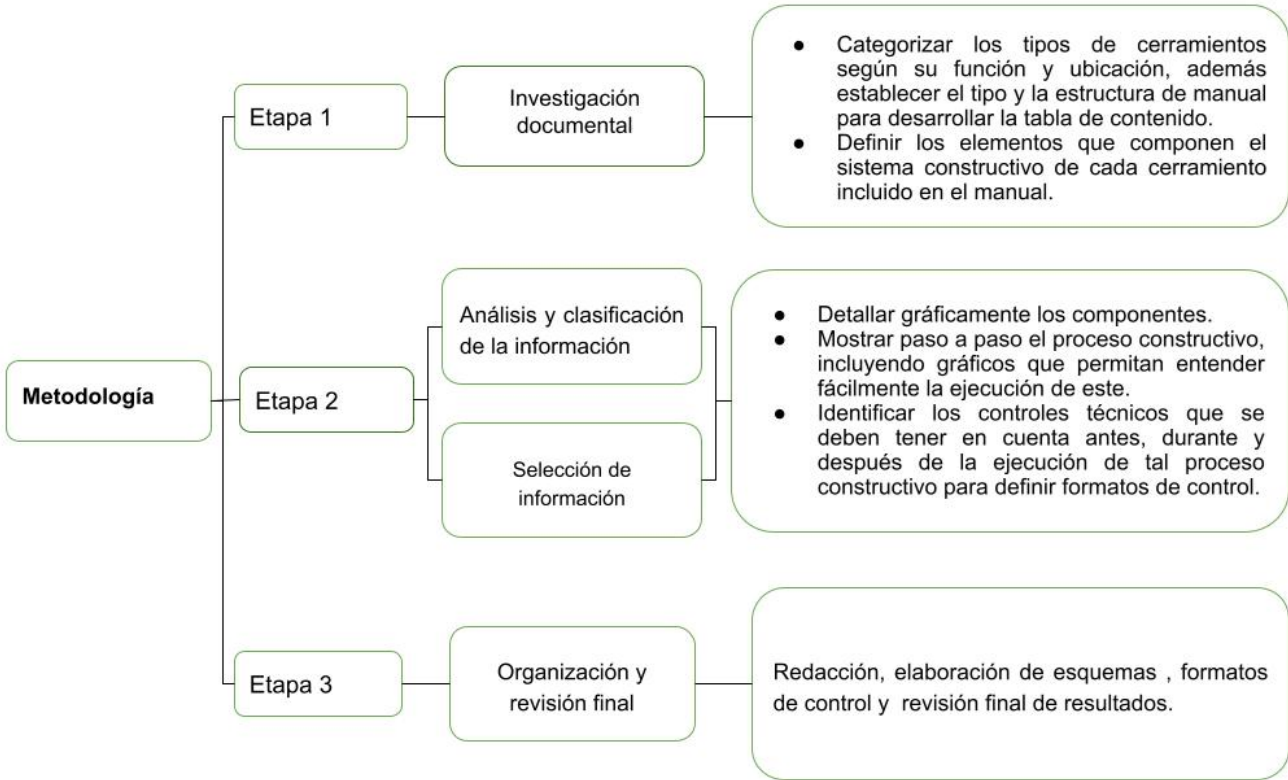 Metodología
Etapa 1
Investigación
documental
● Categorizar los tipos de cerramientos
según su función y ubicación, además
establecer el tipo y la estructura de manual
para desarrollar la tabla de contenido.
● Definir los elementos que componen el
sistema constructivo de cada cerramiento
incluido en el manual.
Etapa 2
Análisis y clasificación
de la información
Selección de
información
● Detallar gráficamente los componentes.
● Mostrar paso a paso el proceso constructivo,
incluyendo gráficos que permitan entender
fácilmente la ejecución de este.
● Identificar los controles técnicos que se
deben tener en cuenta antes, durante y
después de la ejecución de tal proceso
constructivo para definir formatos de control.
Etapa 3
Organización y
revisión final
Redacción, elaboración de esquemas , formatos
de control y revisión final de resultados.